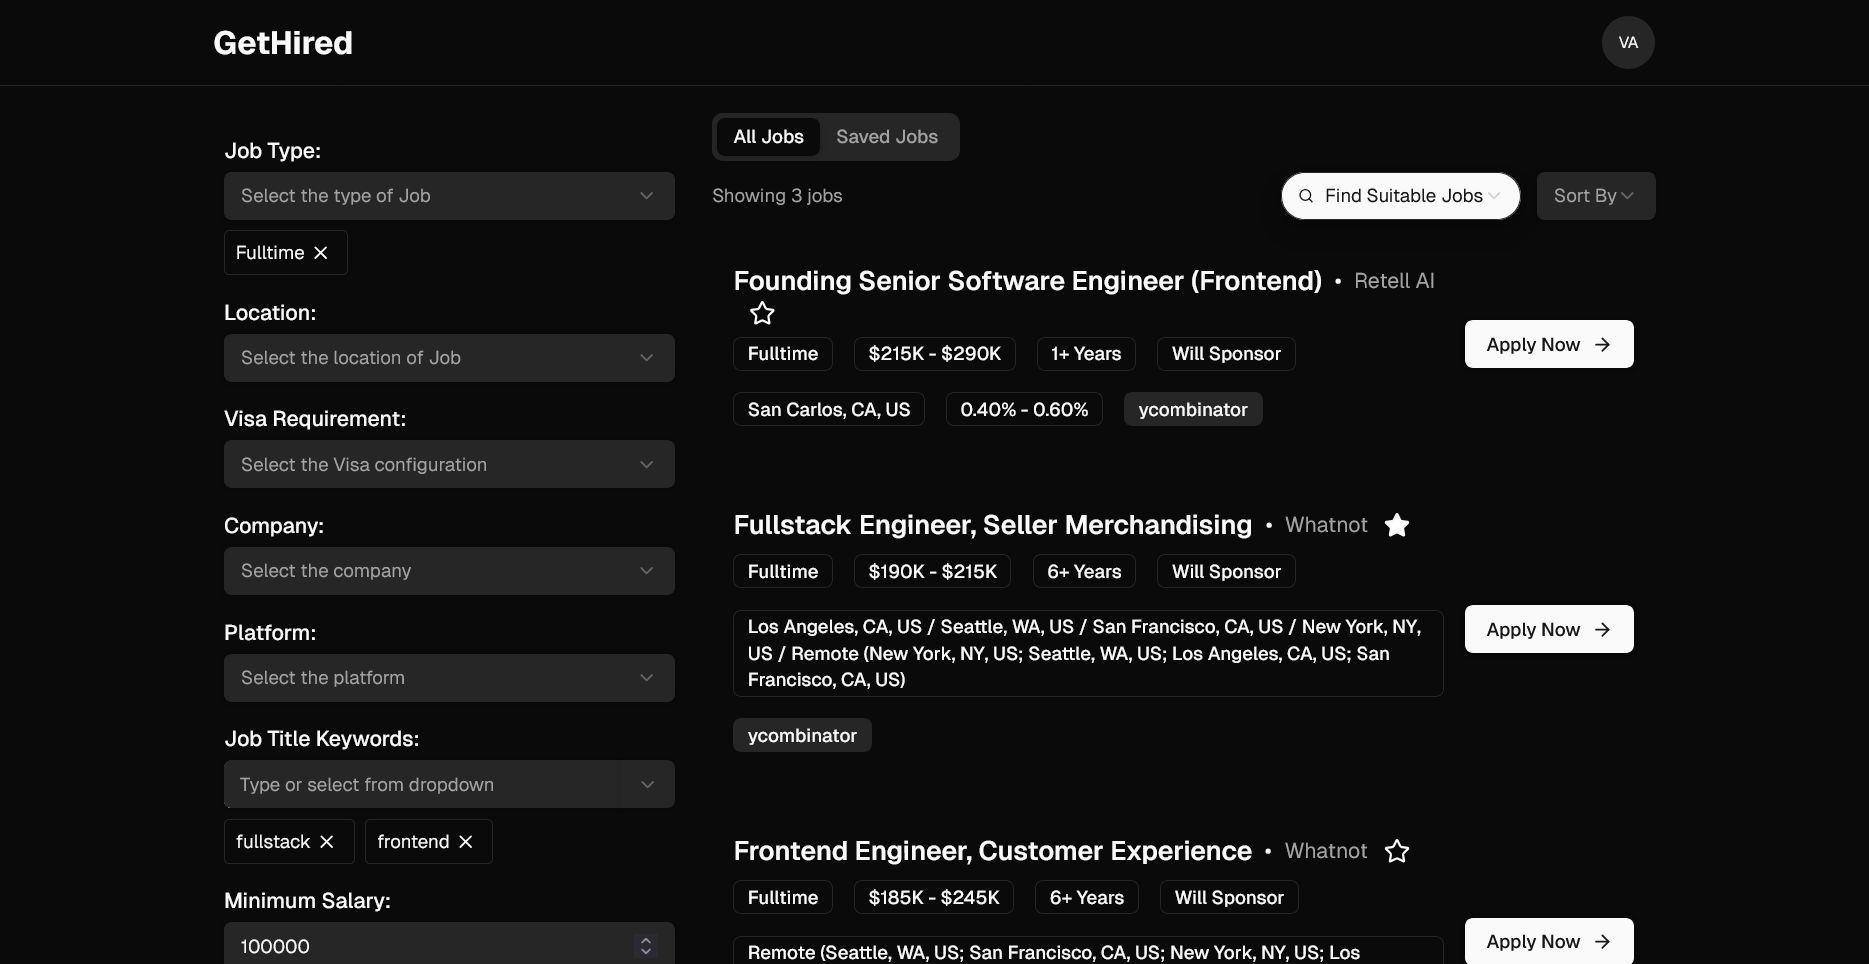 GetHired
VA
Job Type:
Select the type of Job
Fulltime
Location:
Select the location of Job
Visa Requirement:
Select the Visa configuration
Company:
Select the company
Platform:
Select the platform
Job Title Keywords:
Type or select from dropdown
fullstack frontend
Minimum Salary:
100000
All Jobs Saved Jobs
Showing 3 jobs
Find Suitable Jobs
Sort By
Founding Senior Software Engineer (Frontend) • Retell AI
Fulltime $215K - $290K 1+ Years Will Sponsor
San Carlos, CA, US 0.40% - 0.60% ycombinator
Apply Now
Fullstack Engineer, Seller Merchandising • Whatnot
Fulltime $190K - $215K 6+ Years Will Sponsor
Los Angeles, CA, US / Seattle, WA, US / San Francisco, CA, US / New York, NY,
US / Remote (New York, NY, US; Seattle, WA, US; Los Angeles, CA, US; San
Francisco, CA, US)
ycombinator
Apply Now
Frontend Engineer, Customer Experience • Whatnot
Fulltime $185K - $245K 6+ Years Will Sponsor
Remote (Seattle, WA, US; San Francisco, CA, US; New York, NY, US; Los
Apply Now